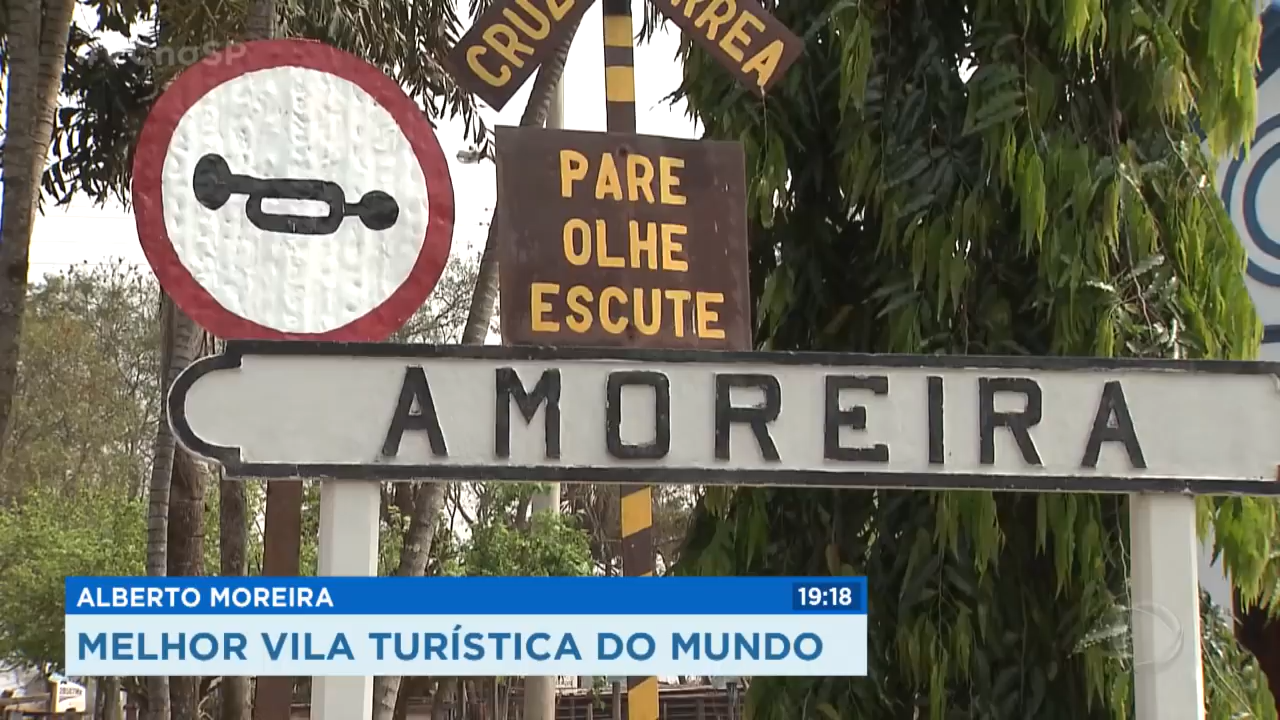 CRUZ
RREA
PARE
OLHE
ESCUTE
AMOREIRA
ALBERTO MOREIRA
19:18
MELHOR VILA TURÍSTICA DO MUNDO